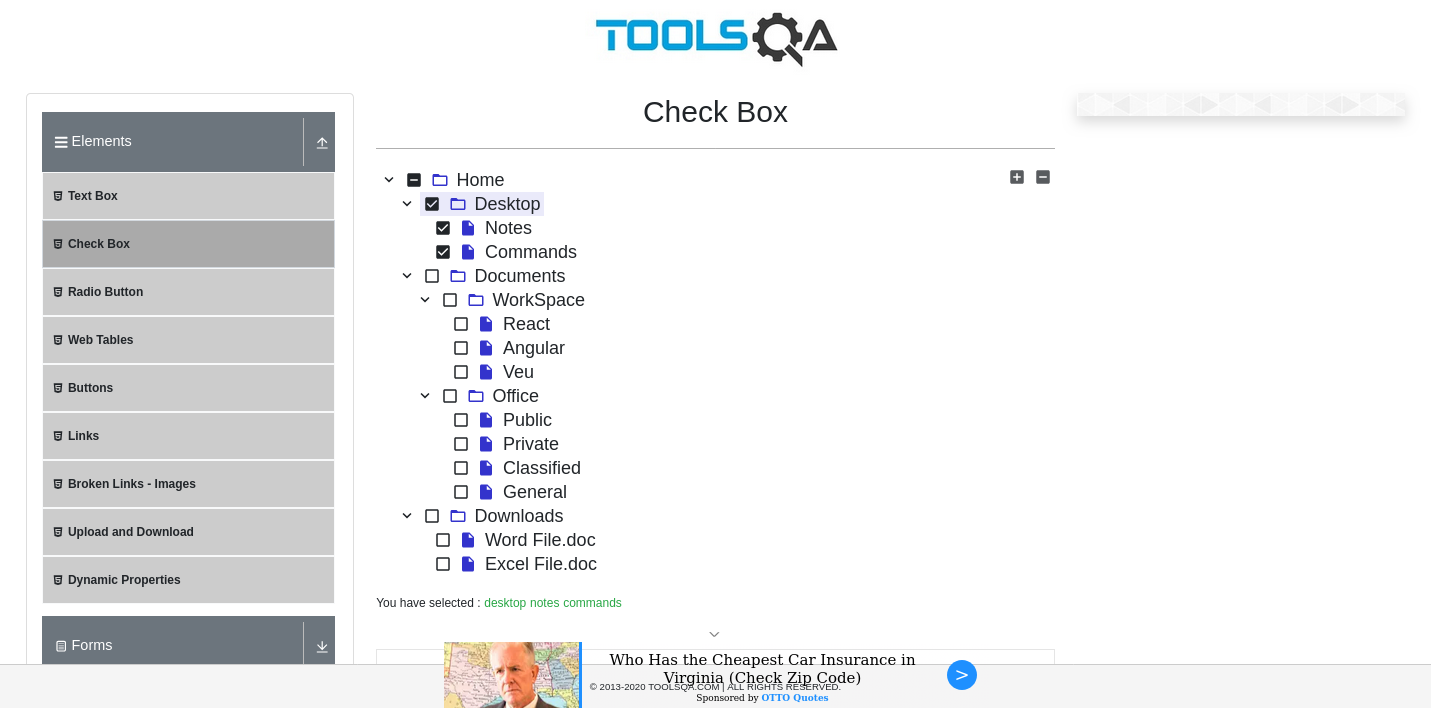 TOOLSQA
Elements
Text Box
Check Box
Radio Button
Web Tables
Buttons
Links
Broken Links - Images
Upload and Download
Dynamic Properties
Forms
Check Box
Home
Desktop
Notes
Commands
Documents
WorkSpace
React
Angular
Veu
Office
Public
Private
Classified
General
Downloads
Word File.doc
Excel File.doc
You have selected : desktop notes commands
Who Has the Cheapest Car Insurance in
Virginia (Check Zip Code)
© 2013-2020 TOOLSQA.COM | ALL RIGHTS RESERVED.
Sponsored by OTTO Quotes